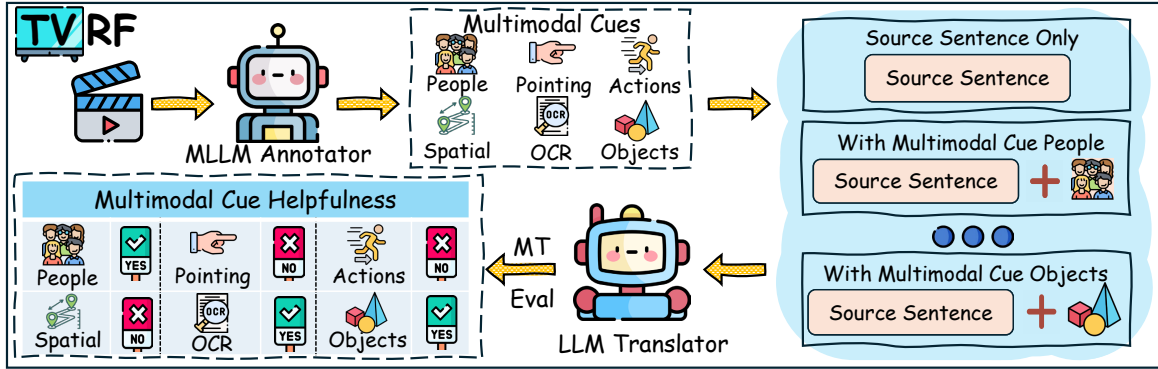 TVRF
MLLM Annotator
Multimodal Cues
People
Pointing
Actions
Spatial
OCR
OCR
Objects
Source Sentence Only
Source Sentence
With Multimodal Cue People
Source Sentence
With Multimodal Cue Objects
Source Sentence
LLM Translator
MT
Eval
Multimodal Cue Helpfulness
People
YES
Pointing
NO
Actions
NO
Spatial
NO
OCR
OCR
YES
Objects
YES